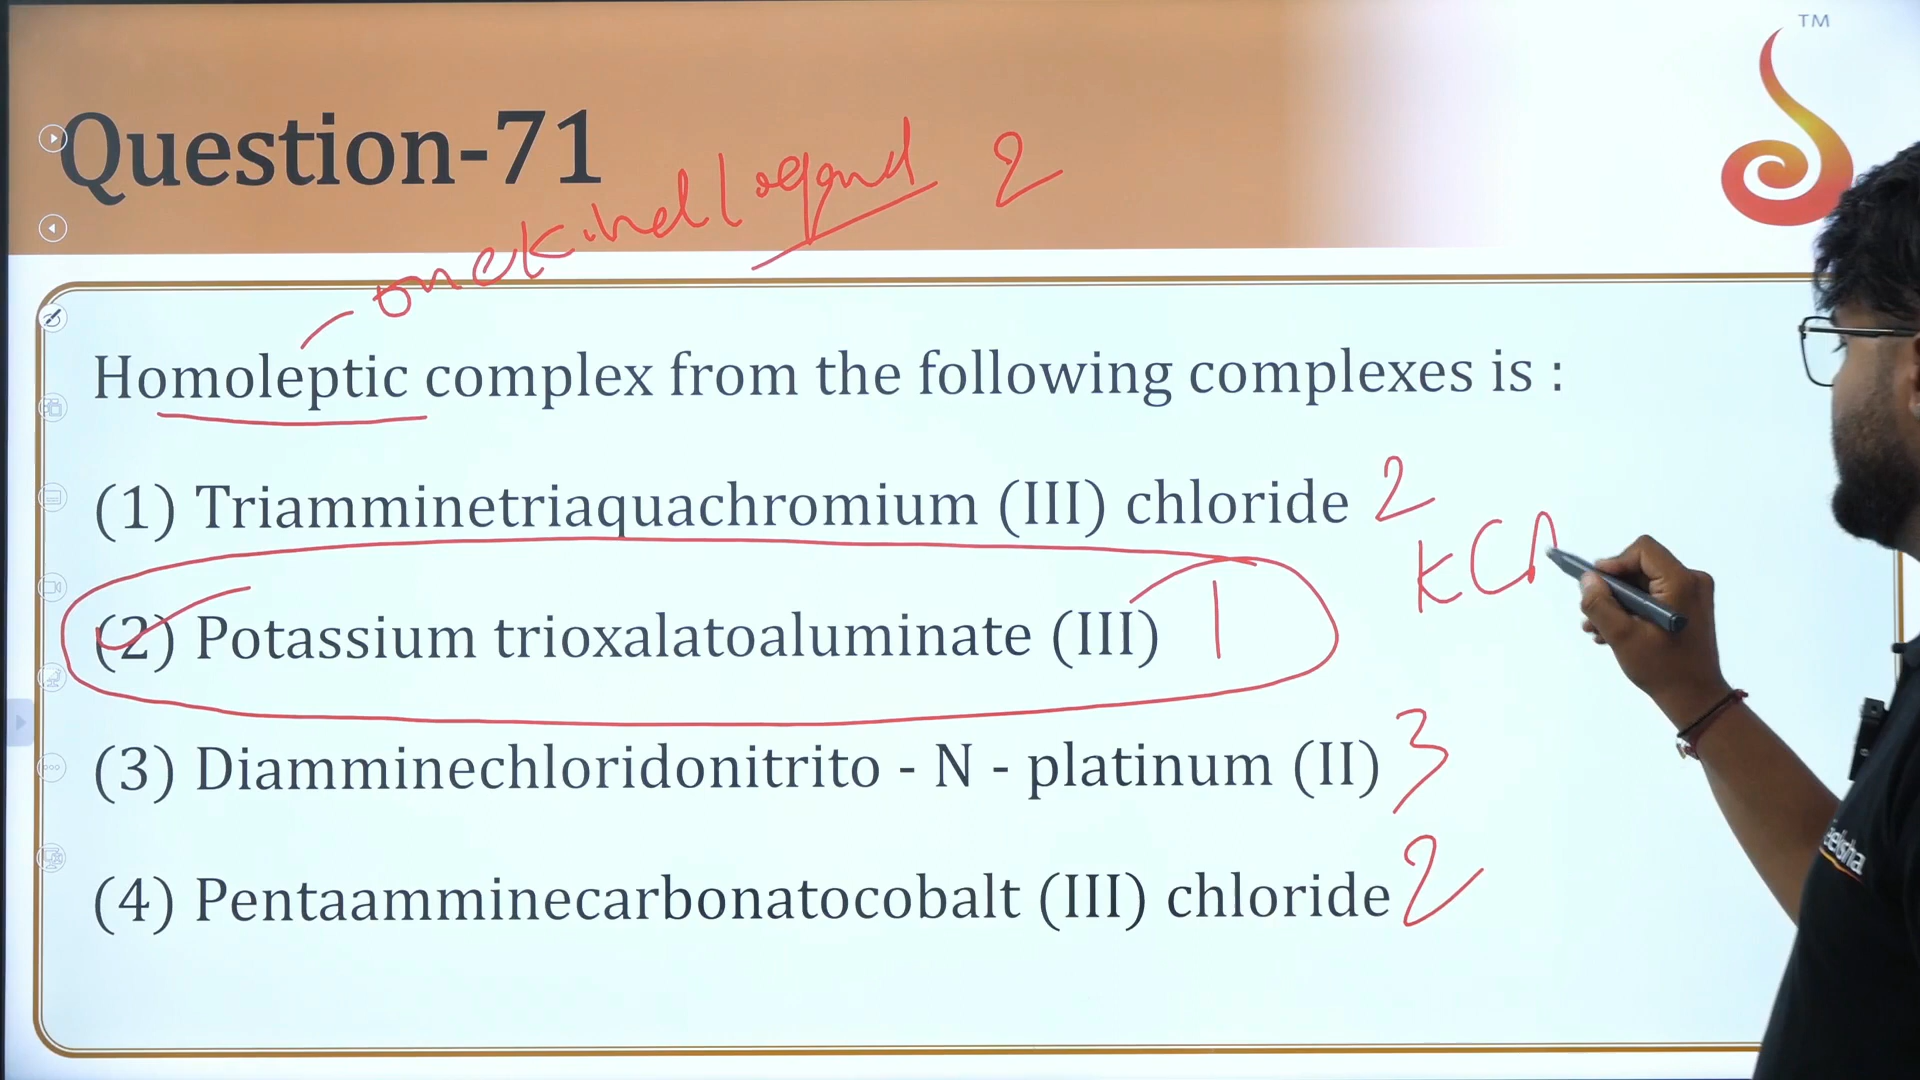 TM
Question-71
one kind ligand 2
Homoleptic complex from the following complexes is :
(1) Triamminetriaquachromium (III) chloride 2
K[A
(2) Potassium trioxalatoaluminate (III) 1
(3) Diamminechloridonitrito - N - platinum (II) 3
(4) Pentaamminecarbonatocobalt (III) chloride 2